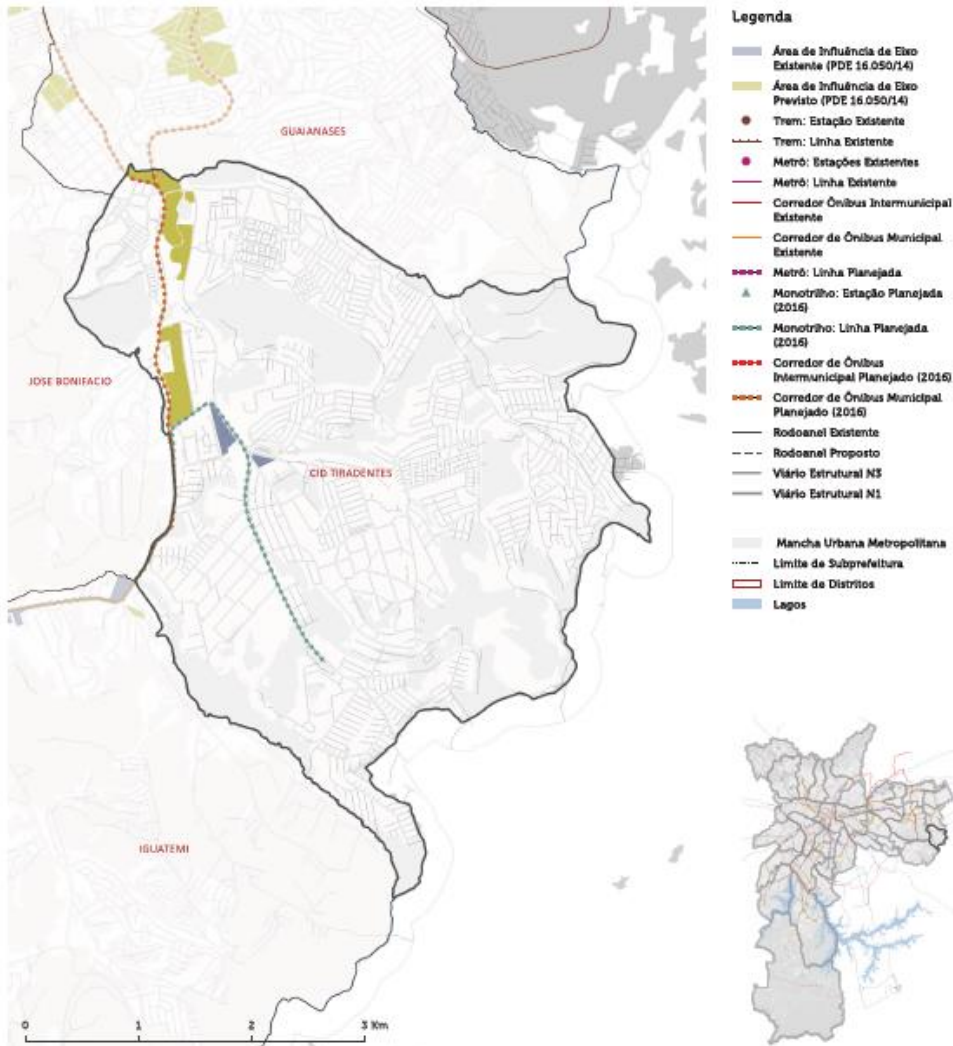 GUAIANASES
JOSE BONIFACIO
CID TIRADENTES
IGUATEMI
0 1 2 3 Km
Legenda
Área de Influência de Eixo
Existente (PDE 16.050/14)
Área de Influência de Eixo
Previsto (PDE 16.050/14)
Trem: Estação Existente
Trem: Linha Existente
Metrô: Estações Existentes
Metrô: Linha Existente
Corredor Ônibus Intermunicipal
Existente
Corredor de Ônibus Municipal
Existente
Metrô: Linha Planejada
Monotrilho: Estação Planejada
(2016)
Monotrilho: Linha Planejada
(2016)
Corredor de Ônibus
Intermunicipal Planejado (2016)
Corredor de Ônibus Municipal
Planejado (2016)
Rodoanel Existente
Rodoanel Proposto
Viário Estrutural N3
Viário Estrutural N1
Mancha Urbana Metropolitana
Limite de Subprefeitura
Limite de Distritos
Lagos